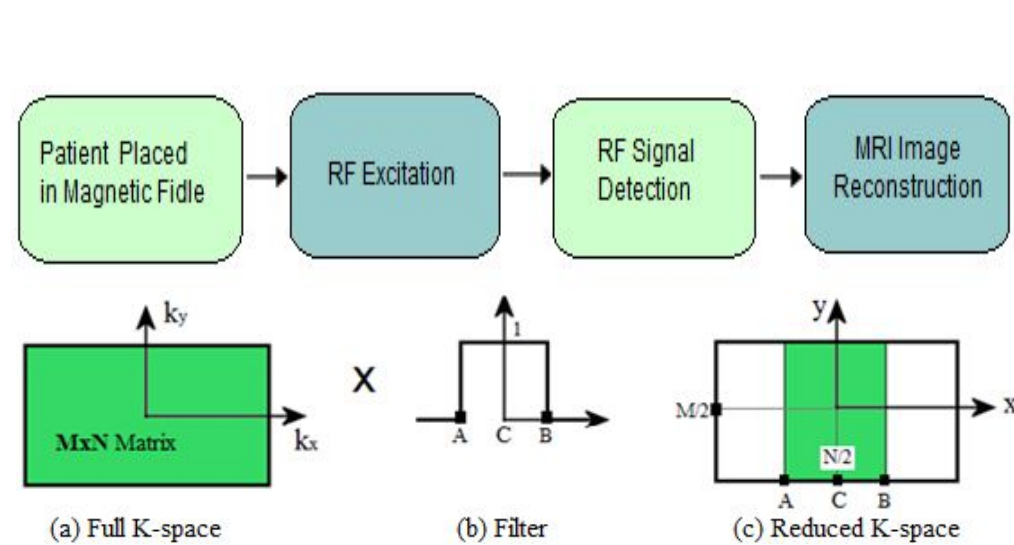 Patient Placed
in Magnetic Fidle
RF Excitation
RF Signal
Detection
MRI Image
Reconstruction
ky
kx
MxN Matrix
X
1
A
C
B
y
x
M/2
N/2
A
C
B
(a) Full K-space
(b) Filter
(c) Reduced K-space